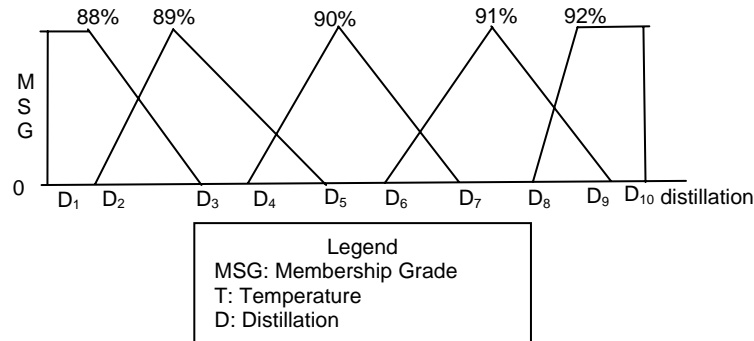 88% 89% 90% 91% 92%
M
S
G
0
D₁ D₂ D₃ D₄ D₅ D₆ D₇ D₈ D₉ D₁₀ distillation
Legend
MSG: Membership Grade
T: Temperature
D: Distillation